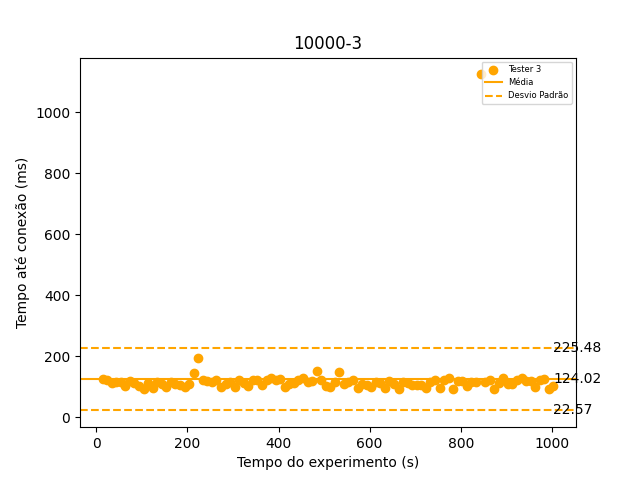 10000-3
Tester 3
Média
Desvio Padrão
Tempo até conexão (ms)
1000
800
600
400
200
0
225.48
124.02
22.57
0 200 400 600 800 1000
Tempo do experimento (s)